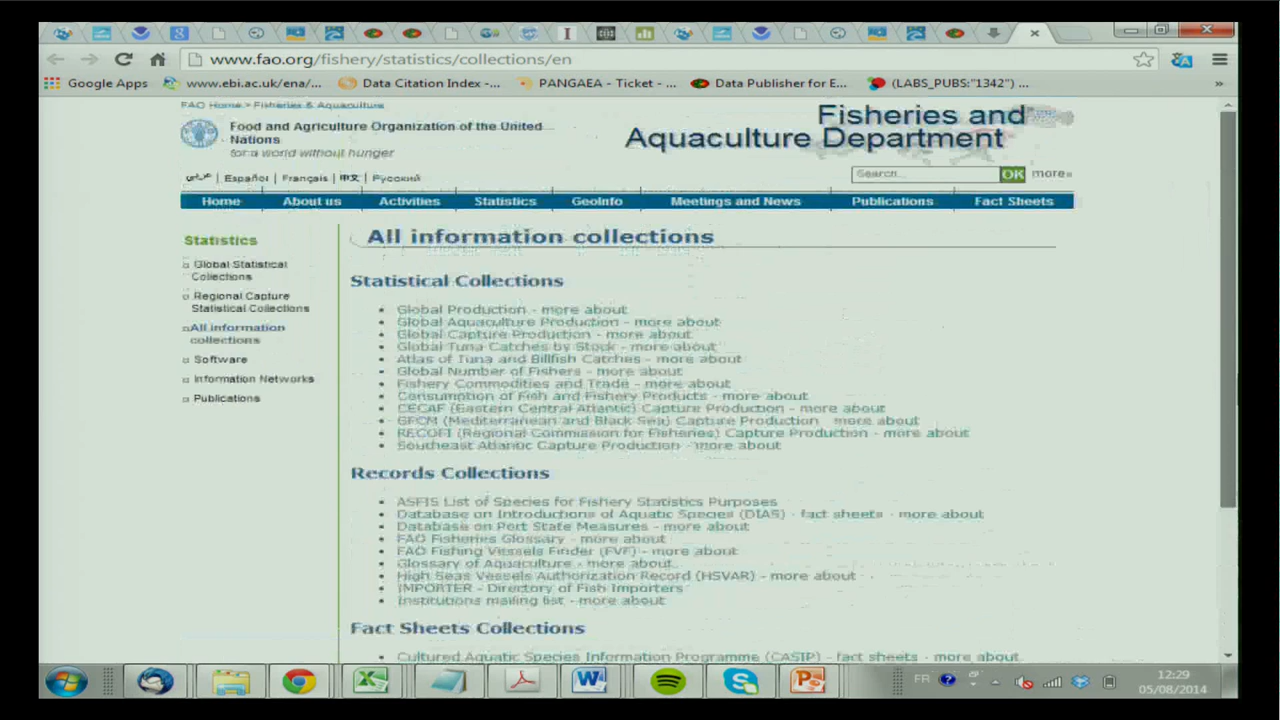 www.fao.org/fishery/statistics/collections/en
Google Apps
www.ebi.ac.uk/ena/...
Data Citation Index -...
PANGAEA - Ticket - ...
Data Publisher for E...
(LABS_PUBS:"1342") ...
»
FAO Home > Fisheries & Aquaculture
Food and Agriculture Organization of the United
Nations
for a world without hunger
Fisheries and
Aquaculture Department
عربي | Español | Français | 中文 | Русский
Search...
OK
more»
Home
About us
Activities
Statistics
GeoInfo
Meetings and News
Publications
Fact Sheets
Statistics
Global Statistical
Collections
Regional Capture
Statistical Collections
All information
collections
Software
Information Networks
Publications
All information collections
Statistical Collections
• Global Production - more about
• Global Aquaculture Production - more about
• Global Capture Production - more about
• Global Tuna Catches by Stock - more about
• Atlas of Tuna and Billfish Catches - more about
• Global Number of Fishers - more about
• Fishery Commodities and Trade - more about
• Consumption of Fish and Fishery Products - more about
• CECAF (Eastern Central Atlantic) Capture Production - more about
• GFCM (Mediterranean and Black Sea) Capture Production - more about
• RECOFI (Regional Commission for Fisheries) Capture Production - more about
• Southeast Atlantic Capture Production - more about
Records Collections
• ASFIS List of Species for Fishery Statistics Purposes
• Database on Introductions of Aquatic Species (DIAS) - fact sheets - more about
• Database on Port State Measures - more about
• FAO Fisheries Glossary - more about
• FAO Fishing Vessels Finder (FVF) - more about
• Glossary of Aquaculture - more about
• High Seas Vessels Authorization Record (HSVAR) - more about
• IMPORTER - Directory of Fish Importers
• Institutions mailing list - more about
Fact Sheets Collections
• Cultured Aquatic Species Information Programme (CASIP) - fact sheets - more about
FR
12:29
05/08/2014